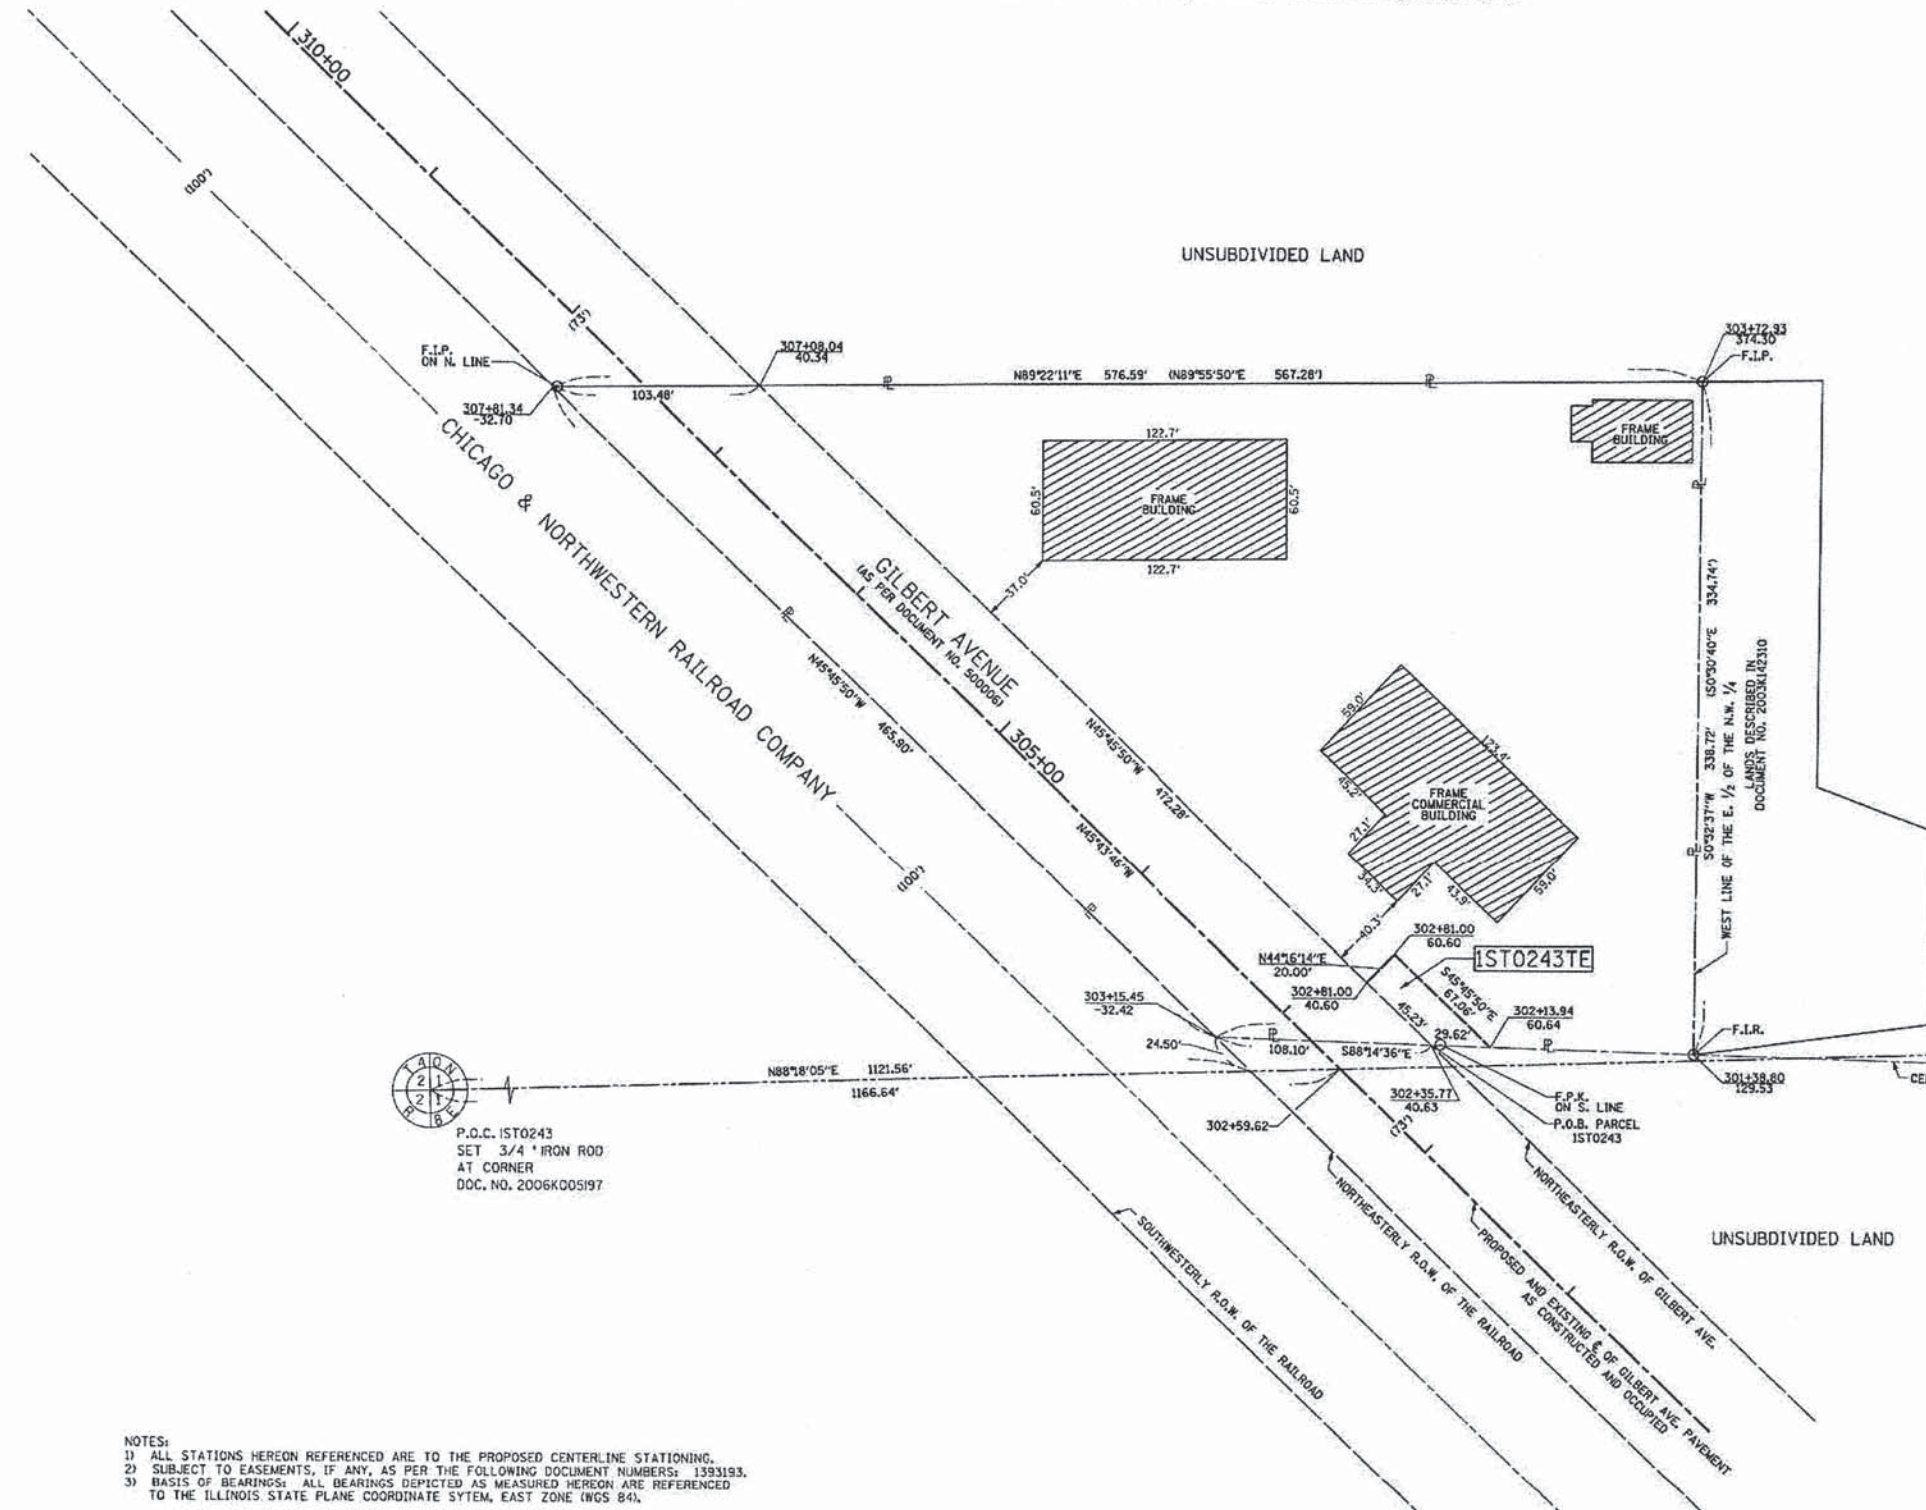 310+00
(100')
(73')
UNSUBDIVIDED LAND
F.I.P.
ON N. LINE
307+81.34
-32.70
103.48'
307+08.04
40.34
N89°22'11"E 576.59' (N89°55'50"E 567.28')
303+72.93
374.30
F.I.P.
FRAME
BUILDING
122.7'
60.5'
FRAME
BUILDING
60.5'
122.7'
37.0'
CHICAGO & NORTHWESTERN RAILROAD COMPANY
GILBERT AVENUE
(AS PER DOCUMENT NO. 500006)
N45°45'50"W 465.90'
305+00
N45°43'46"W
N45°45'50"W 472.28'
(100')
59.0'
123.4'
45.2'
FRAME
COMMERCIAL
BUILDING
27.1'
34.3'
27.1'
43.9'
59.0'
40.3'
S0°32'37"W 338.72' (S0°30'40"E 334.74')
WEST LINE OF THE E. 1/2 OF THE N.W. 1/4
LANDS DESCRIBED IN
DOCUMENT NO. 2003K142310
302+81.00
60.60
1ST0243TE
N44°16'14"E
20.00'
302+81.00
40.60
S45°45'50"E
67.06'
45.23'
302+13.94
60.64
303+15.45
-32.42
24.50'
108.10'
S88°14'36"E
29.62'
F.I.R.
301+38.80
129.53
CE
N88°18'05"E 1121.56'
1166.64'
302+35.77
40.63
302+59.62
F.P.K.
ON S. LINE
P.O.B. PARCEL
1ST0243
(73')
P.O.C. 1ST0243
SET 3/4 " IRON ROD
AT CORNER
DOC. NO. 2006K005197
SOUTHWESTERLY R.O.W. OF THE RAILROAD
NORTHEASTERLY R.O.W. OF THE RAILROAD
PROPOSED AND EXISTING ℄ OF GILBERT AVE. PAVEMENT
AS CONSTRUCTED AND OCCUPIED
NORTHEASTERLY R.O.W. OF GILBERT AVE.
UNSUBDIVIDED LAND
NOTES:
1) ALL STATIONS HEREON REFERENCED ARE TO THE PROPOSED CENTERLINE STATIONING.
2) SUBJECT TO EASEMENTS, IF ANY, AS PER THE FOLLOWING DOCUMENT NUMBERS: 1393193.
3) BASIS OF BEARINGS: ALL BEARINGS DEPICTED AS MEASURED HEREON ARE REFERENCED
TO THE ILLINOIS STATE PLANE COORDINATE SYTEM, EAST ZONE (WGS 84).